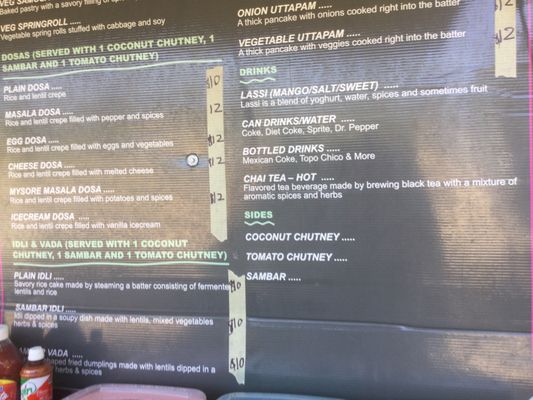 VEG
Baked pastry with a savory filling of
VEG SPRINGROLL .....
Vegetable spring rolls stuffed with cabbage and soy
DOSAS (SERVED WITH 1 COCONUT CHUTNEY, 1
SAMBAR AND 1 TOMATO CHUTNEY)
PLAIN DOSA .....
Rice and lentil crepe
$10
MASALA DOSA .....
Rice and lentil crepe filled with pepper and spices
12
EGG DOSA .....
Rice and lentil crepe filled with eggs and vegetables
$12
CHEESE DOSA .....
Rice and lentil crepe filled with melted cheese
$12
MYSORE MASALA DOSA .....
Rice and lentil crepe filled with potatoes and spices
$12
ICECREAM DOSA .....
Rice and lentil crepe filled with vanilla icecream
IDLI & VADA (SERVED WITH 1 COCONUT
CHUTNEY, 1 SAMBAR AND 1 TOMATO CHUTNEY)
PLAIN IDLI .....
Savory rice cake made by steaming a batter consisting of fermente
lentils and rice
$10
SAMBAR IDLI .....
Idli dipped in a soupy dish made with lentils, mixed vegetables
herbs & spices
$10
VADA .....
shaped fried dumplings made with lentils dipped in a
herbs & spices
$10
ONION UTTAPAM .....
A thick pancake with onions cooked right into the batter
$12
VEGETABLE UTTAPAM .....
A thick pancake with veggies cooked right into the batter
$12
DRINKS
LASSI (MANGO/SALT/SWEET) .....
Lassi is a blend of yoghurt, water, spices and sometimes fruit
CAN DRINKS/WATER .....
Coke, Diet Coke, Sprite, Dr. Pepper
BOTTLED DRINKS .....
Mexican Coke, Topo Chico & More
CHAI TEA – HOT .....
Flavored tea beverage made by brewing black tea with a mixture of
aromatic spices and herbs
SIDES
COCONUT CHUTNEY .....
TOMATO CHUTNEY .....
SAMBAR .....